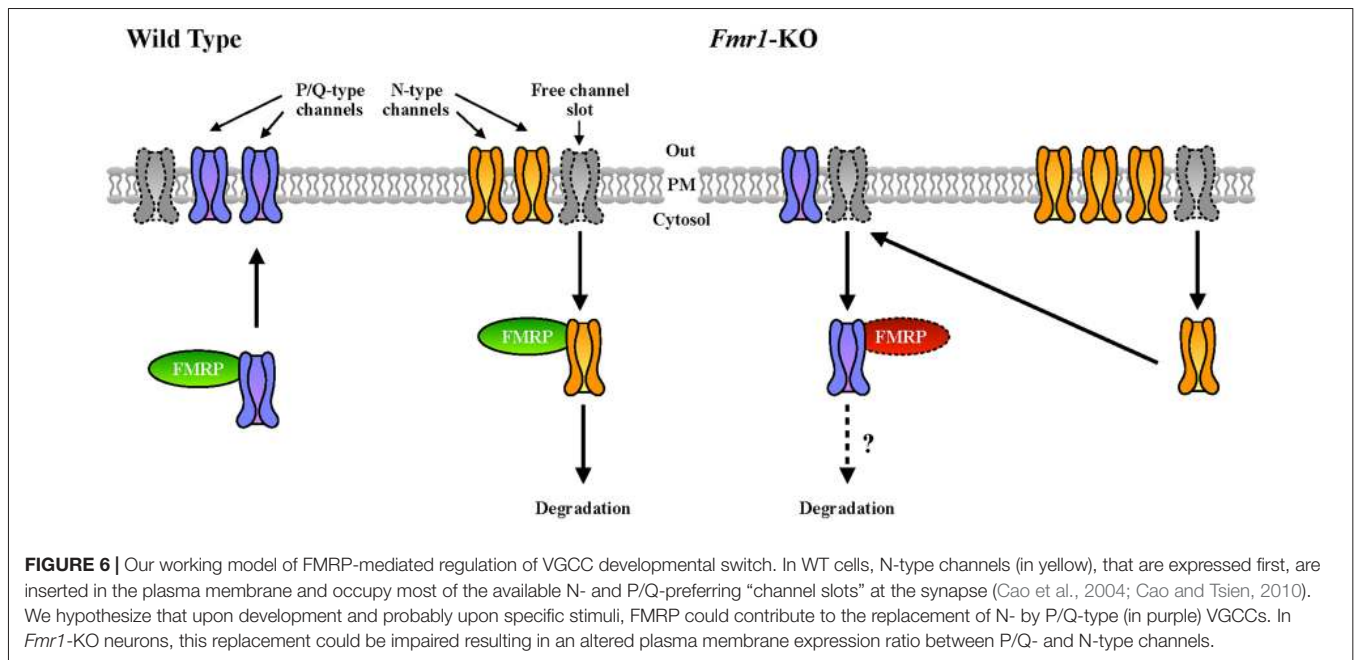 Wild Type
Fmr1-KO
P/Q-type
channels
N-type
channels
Free channel
slot
Out
PM
Cytosol
FMRP
FMRP
FMRP
?
Degradation
Degradation
FIGURE 6 | Our working model of FMRP-mediated regulation of VGCC developmental switch. In WT cells, N-type channels (in yellow), that are expressed first, are
inserted in the plasma membrane and occupy most of the available N- and P/Q-preferring “channel slots” at the synapse (Cao et al., 2004; Cao and Tsien, 2010).
We hypothesize that upon development and probably upon specific stimuli, FMRP could contribute to the replacement of N- by P/Q-type (in purple) VGCCs. In
Fmr1-KO neurons, this replacement could be impaired resulting in an altered plasma membrane expression ratio between P/Q- and N-type channels.